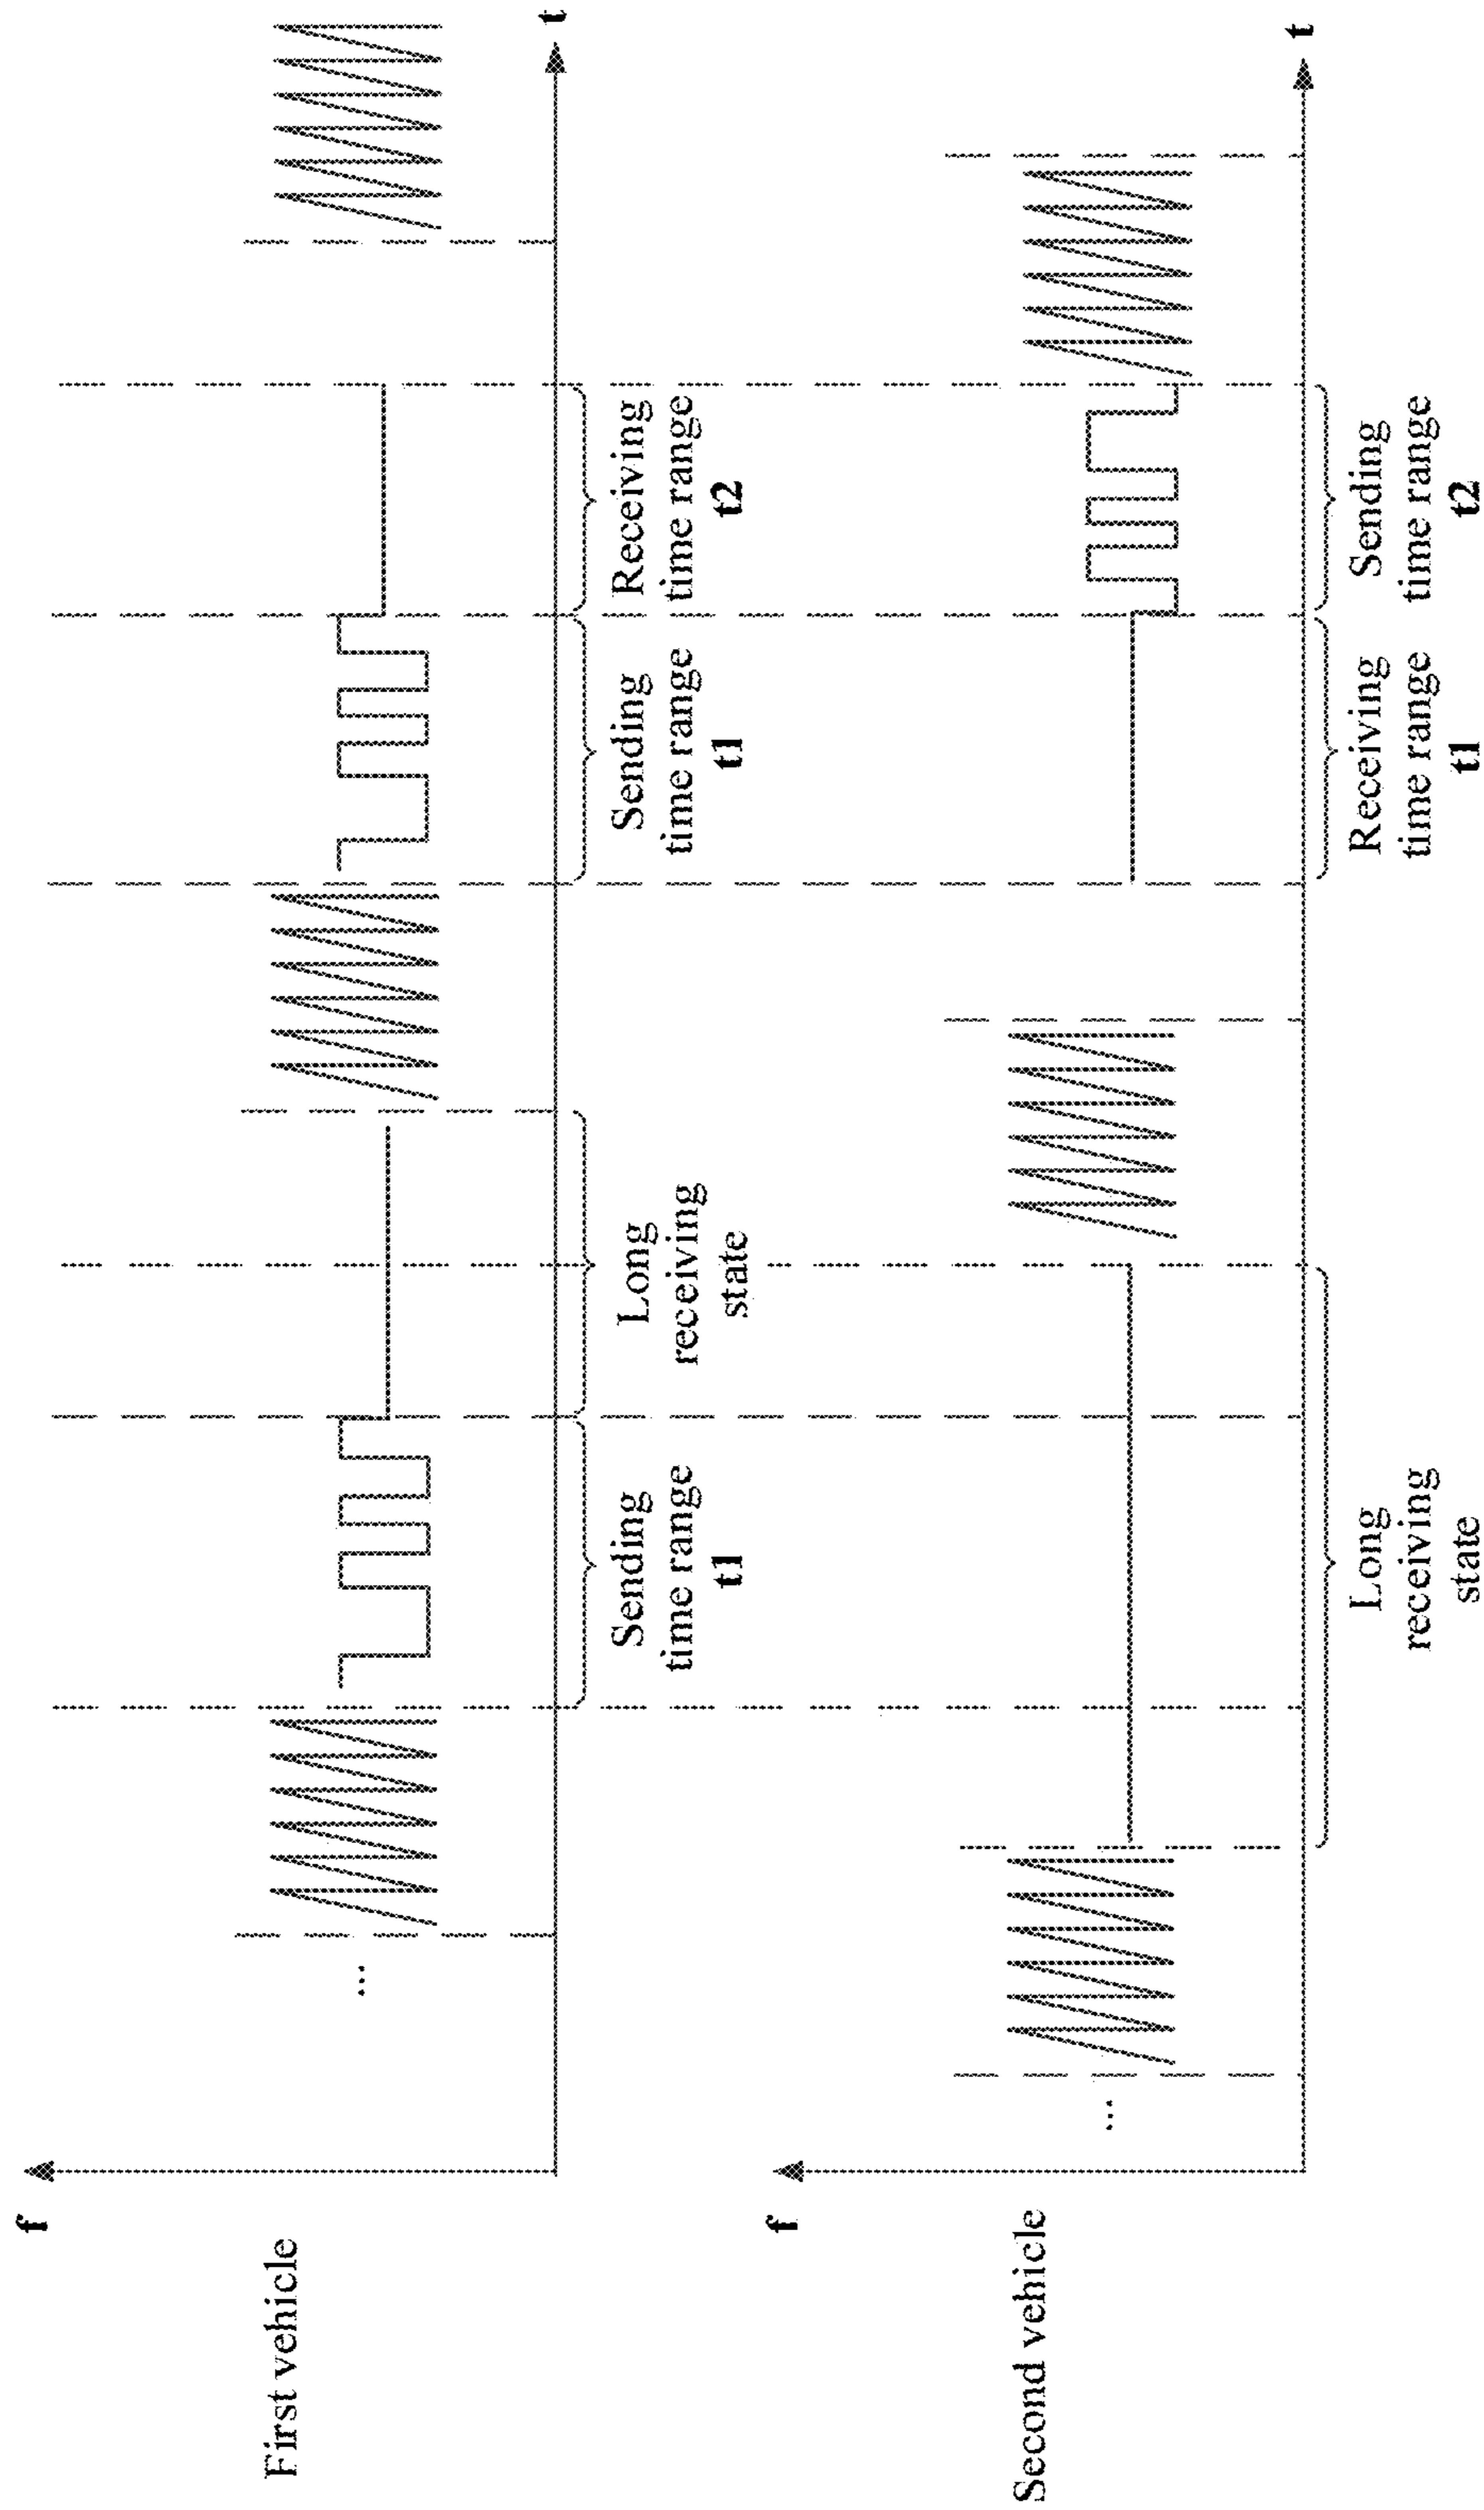 f
First vehicle
...
Sending
time range
t1
Long
receiving
state
Sending
time range
t1
Receiving
time range
t2
t
f
Second vehicle
...
Long
receiving
state
Receiving
time range
t1
Sending
time range
t2
t